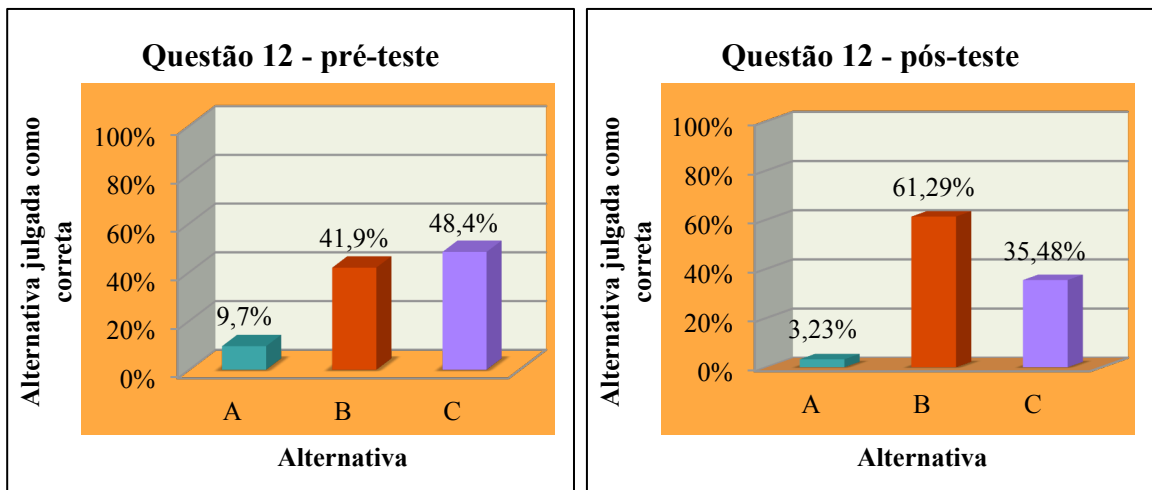 Questão 12 - pré-teste
Alternativa julgada como
correta
100%
80%
60%
40%
20%
0%
9,7%
41,9%
48,4%
A
B
C
Alternativa
Questão 12 - pós-teste
Alternativa julgada como
correta
100%
80%
60%
40%
20%
0%
3,23%
61,29%
35,48%
A
B
C
Alternativa